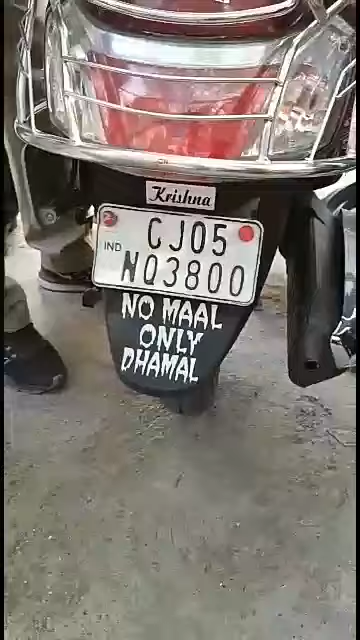 Krishna
IND
CJ05
NQ3800
NO MAAL
ONLY
DHAMAL